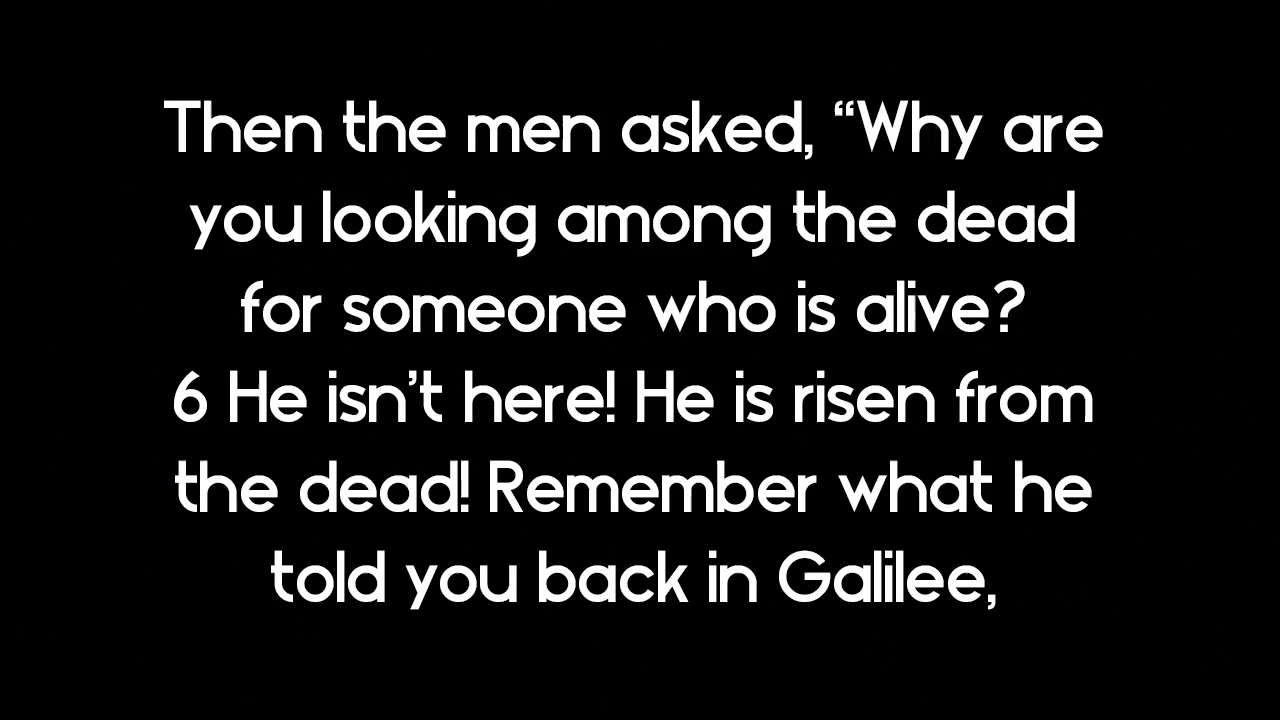 Then the men asked, “Why are
you looking among the dead
for someone who is alive?
6 He isn’t here! He is risen from
the dead! Remember what he
told you back in Galilee,